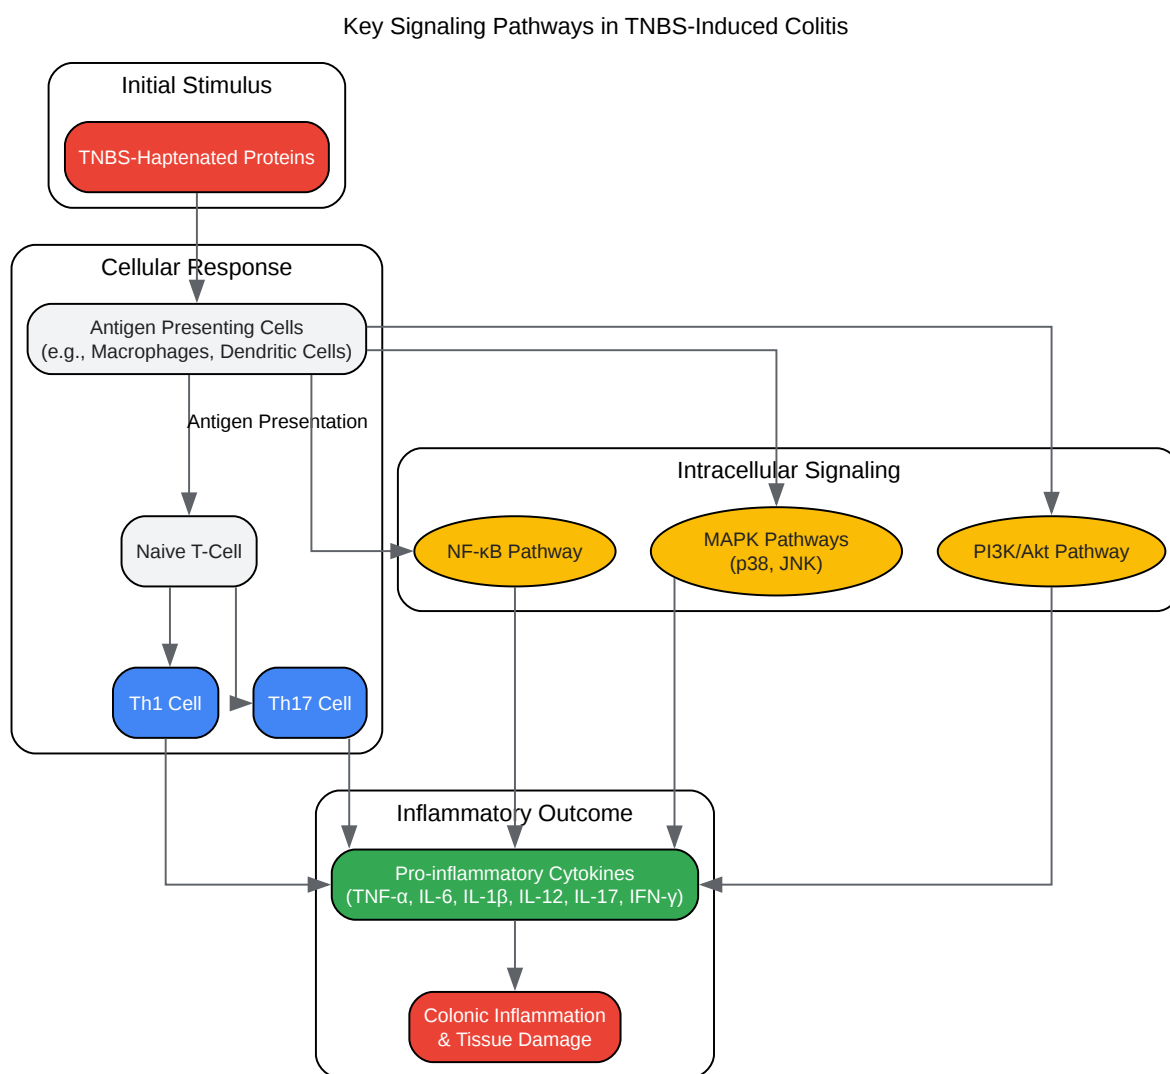 Key Signaling Pathways in TNBS-Induced Colitis
Initial Stimulus
TNBS-Haptenated Proteins
Cellular Response
Antigen Presenting Cells
(e.g., Macrophages, Dendritic Cells)
Antigen Presentation
Intracellular Signaling
Naive T-Cell
NF-κB Pathway
MAPK Pathways
(p38, JNK)
PI3K/Akt Pathway
Th1 Cell
Th17 Cell
Inflammatory Outcome
Pro-inflammatory Cytokines
(TNF-α, IL-6, IL-1β, IL-12, IL-17, IFN-γ)
Colonic Inflammation
& Tissue Damage